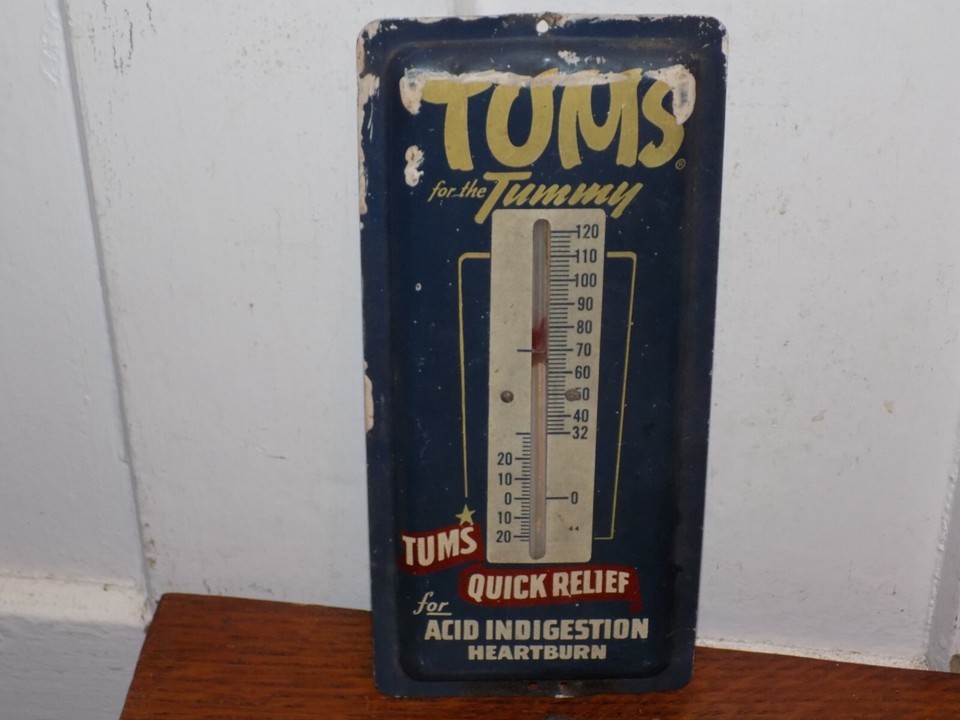 TUMS®
for the Tummy
120
110
100
90
80
70
60
50
40
32
20
10
0 0
10
20
44
TUMS
QUICK RELIEF
for
ACID INDIGESTION
HEARTBURN